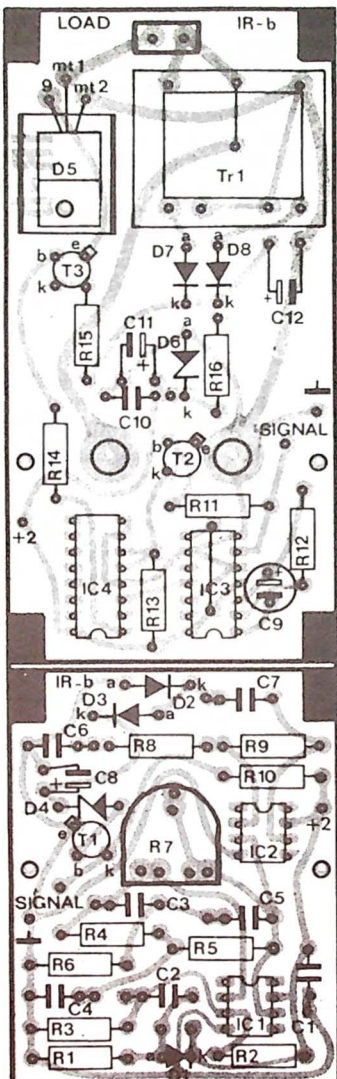 LOAD IR-b
mt1
9 mt2
D5
Tr1
a a
D7 D8
e
b T3
k
k k
C12
+
C11
a
D6
+
R15
R16
C10
k
SIGNAL
b e
T2
k
R14
R11
+2
R12
IC4
R13
IC3
+
C9
IR-b a k C7
D3 D2
k a
C6
R8 R9
C8
+
R10
D4
e
T1
b k
R7
+2
IC2
SIGNAL
C3 C5
R4
R5
R6
C2
C4
IC1
C1
R3
R1
k
R2